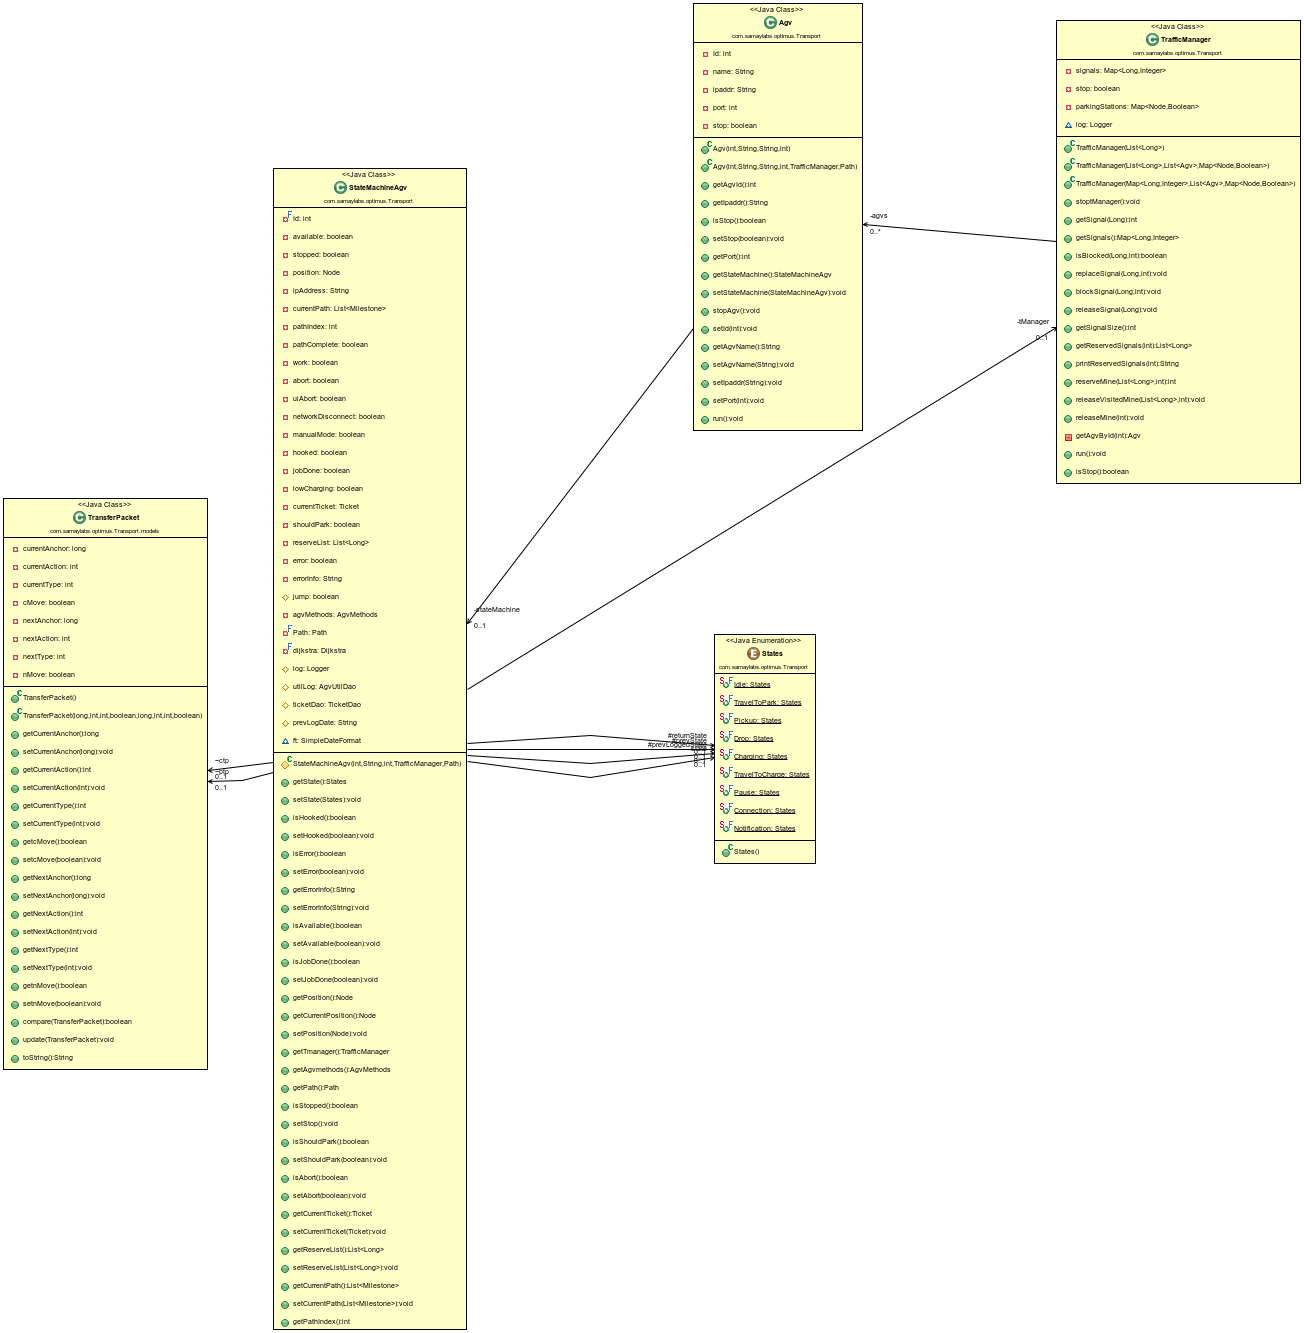 <<Java Class>>
Agv
com.samaylabs.optimus.Transport
Id: int
name: String
ipaddr: String
port: int
stop: boolean
Agv(int,String,String,int)
Agv(int,String,String,int,TrafficManager,Path)
getAgvId():int
getIpaddr():String
isStop():boolean
setStop(boolean):void
getPort():int
getStateMachine():StateMachineAgv
setStateMachine(StateMachineAgv):void
stopAgv():void
setId(int):void
getAgvName():String
setAgvName(String):void
setIpaddr(String):void
setPort(int):void
run():void
<<Java Class>>
TrafficManager
com.samaylabs.optimus.Transport
signals: Map<Long,Integer>
stop: boolean
parkingStations: Map<Node,Boolean>
log: Logger
TrafficManager(List<Long>)
TrafficManager(List<Long>,List<Agv>,Map<Node,Boolean>)
TrafficManager(Map<Long,Integer>,List<Agv>,Map<Node,Boolean>)
stoptManager():void
getSignal(Long):int
getSignals():Map<Long,Integer>
isBlocked(Long,int):boolean
replaceSignal(Long,int):void
blockSignal(Long,int):void
releaseSignal(Long):void
getSignalSize():int
getReservedSignals(int):List<Long>
printReservedSignals(int):String
reserveMine(List<Long>,int):int
releaseVisitedMine(List<Long>,int):void
releaseMine(int):void
getAgvById(int):Agv
run():void
isStop():boolean
-agvs
0..*
-tManager
0..1
<<Java Class>>
StateMachineAgv
com.samaylabs.optimus.Transport
Id: int
available: boolean
stopped: boolean
position: Node
ipAddress: String
currentPath: List<Milestone>
pathIndex: int
pathComplete: boolean
work: boolean
abort: boolean
uiAbort: boolean
networkDisconnect: boolean
manualMode: boolean
hooked: boolean
jobDone: boolean
lowCharging: boolean
currentTicket: Ticket
shouldPark: boolean
reserveList: List<Long>
error: boolean
errorInfo: String
jump: boolean
agvMethods: AgvMethods
Path: Path
dijkstra: Dijkstra
log: Logger
utilLog: AgvUtilDao
ticketDao: TicketDao
prevLogDate: String
ft: SimpleDateFormat
StateMachineAgv(int,String,int,TrafficManager,Path)
getState():States
setState(States):void
isHooked():boolean
setHooked(boolean):void
isError():boolean
setError(boolean):void
getErrorInfo():String
setErrorInfo(String):void
isAvailable():boolean
setAvailable(boolean):void
isJobDone():boolean
setJobDone(boolean):void
getPosition():Node
getCurrentPosition():Node
setPosition(Node):void
getTmanager():TrafficManager
getAgvmethods():AgvMethods
getPath():Path
isStopped():boolean
setStop():void
isShouldPark():boolean
setShouldPark(boolean):void
isAbort():boolean
setAbort(boolean):void
getCurrentTicket():Ticket
setCurrentTicket(Ticket):void
getReserveList():List<Long>
setReserveList(List<Long>):void
getCurrentPath():List<Milestone>
setCurrentPath(List<Milestone>):void
getPathIndex():int
-stateMachine
0..1
<<Java Class>>
TransferPacket
com.samaylabs.optimus.Transport.models
currentAnchor: long
currentAction: int
currentType: int
cMove: boolean
nextAnchor: long
nextAction: int
nextType: int
nMove: boolean
TransferPacket()
TransferPacket(long,int,int,boolean,long,int,int,boolean)
getCurrentAnchor():long
setCurrentAnchor(long):void
getCurrentAction():int
setCurrentAction(int):void
getCurrentType():int
setCurrentType(int):void
getcMove():boolean
setcMove(boolean):void
getNextAnchor():long
setNextAnchor(long):void
getNextAction():int
setNextAction(int):void
getNextType():int
setNextType(int):void
getnMove():boolean
setnMove(boolean):void
compare(TransferPacket):boolean
update(TransferPacket):void
toString():String
~ctp
0..1
0..1
<<Java Enumeration>>
States
com.samaylabs.optimus.Transport
Idle: States
TravelToPark: States
Pickup: States
Drop: States
Charging: States
TravelToCharge: States
Pause: States
Connection: States
Notification: States
States()
#returnState
#prevState
#prevLoggedState
0..1